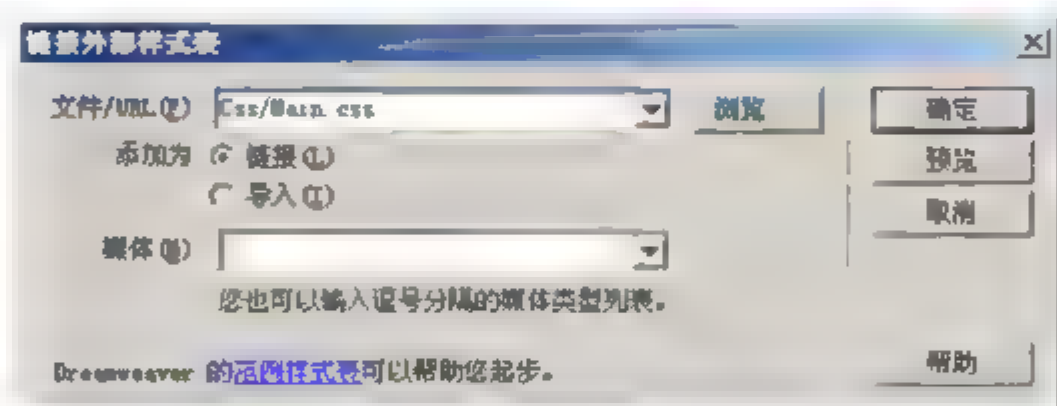 链接外部样式表
文件/URL(F) Css/Main.css 浏览 确定
添加为 链接(L) 预览
导入(I) 取消
媒体(M)
您也可以输入逗号分隔的媒体类型列表。
Dreamweaver 的范例样式表可以帮助您起步。 帮助